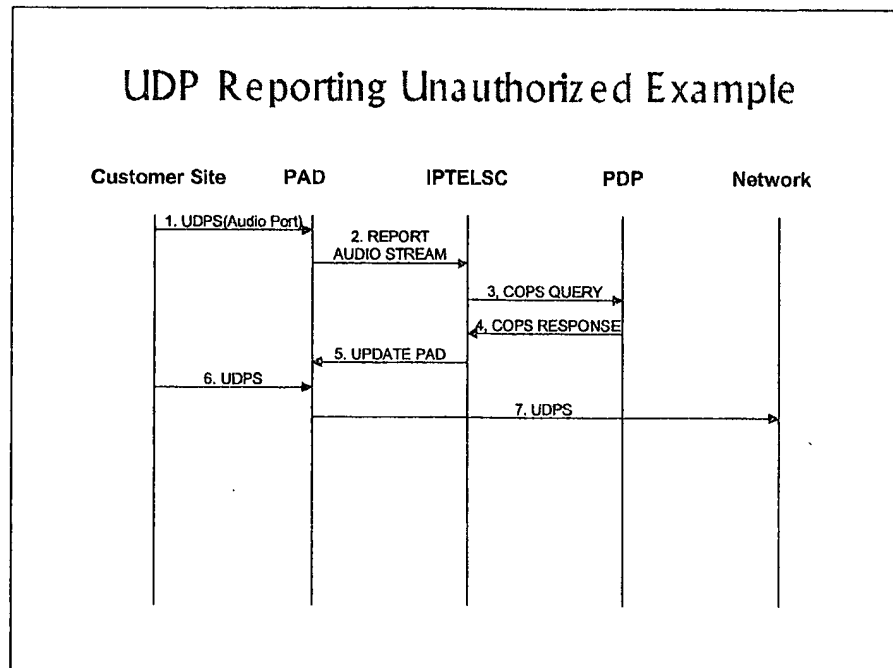 UDP Reporting Unauthorized Example
Customer Site PAD IPTELSC PDP Network
1. UDPS(Audio Port)
2. REPORT
AUDIO STREAM
3, COPS QUERY
4, COPS RESPONSE
5. UPDATE PAD
6. UDPS
7. UDPS